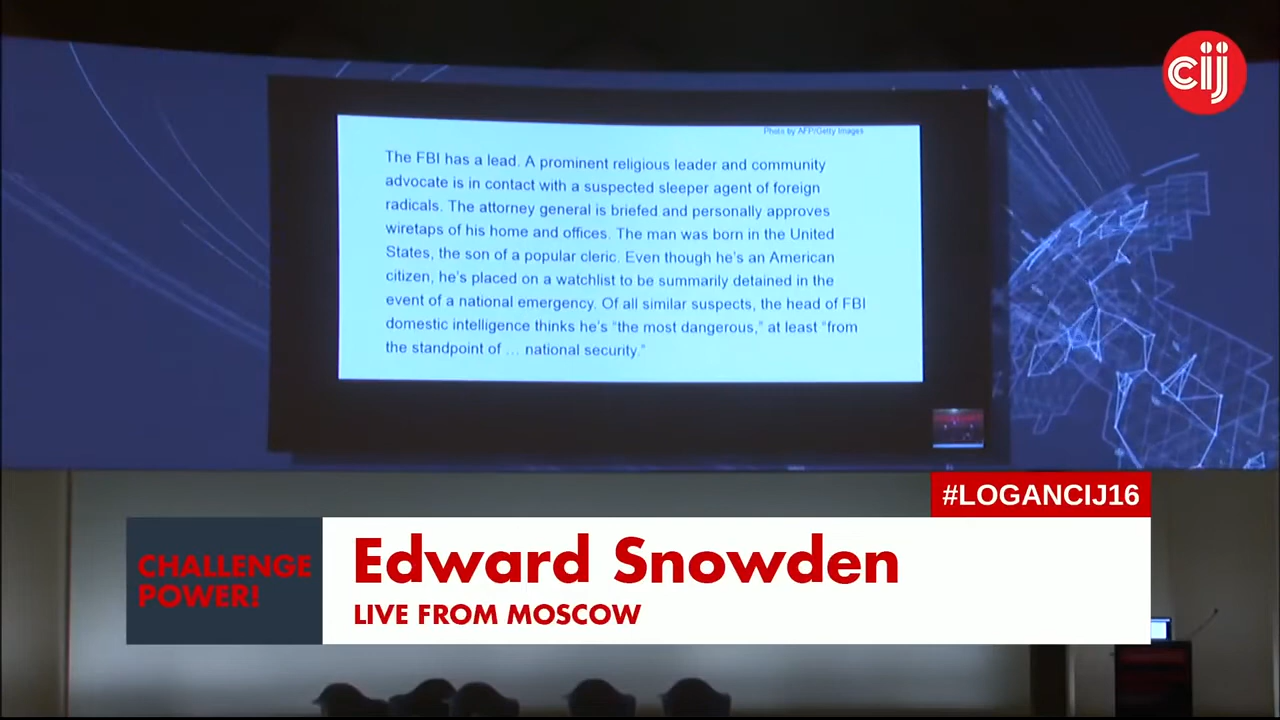 cij
Photo by AFP/Getty Images
The FBI has a lead. A prominent religious leader and community
advocate is in contact with a suspected sleeper agent of foreign
radicals. The attorney general is briefed and personally approves
wiretaps of his home and offices. The man was born in the United
States, the son of a popular cleric. Even though he's an American
citizen, he's placed on a watchlist to be summarily detained in the
event of a national emergency. Of all similar suspects, the head of FBI
domestic intelligence thinks he's “the most dangerous,” at least “from
the standpoint of … national security.”
#LOGANCIJ16
CHALLENGE
POWER!
Edward Snowden
LIVE FROM MOSCOW